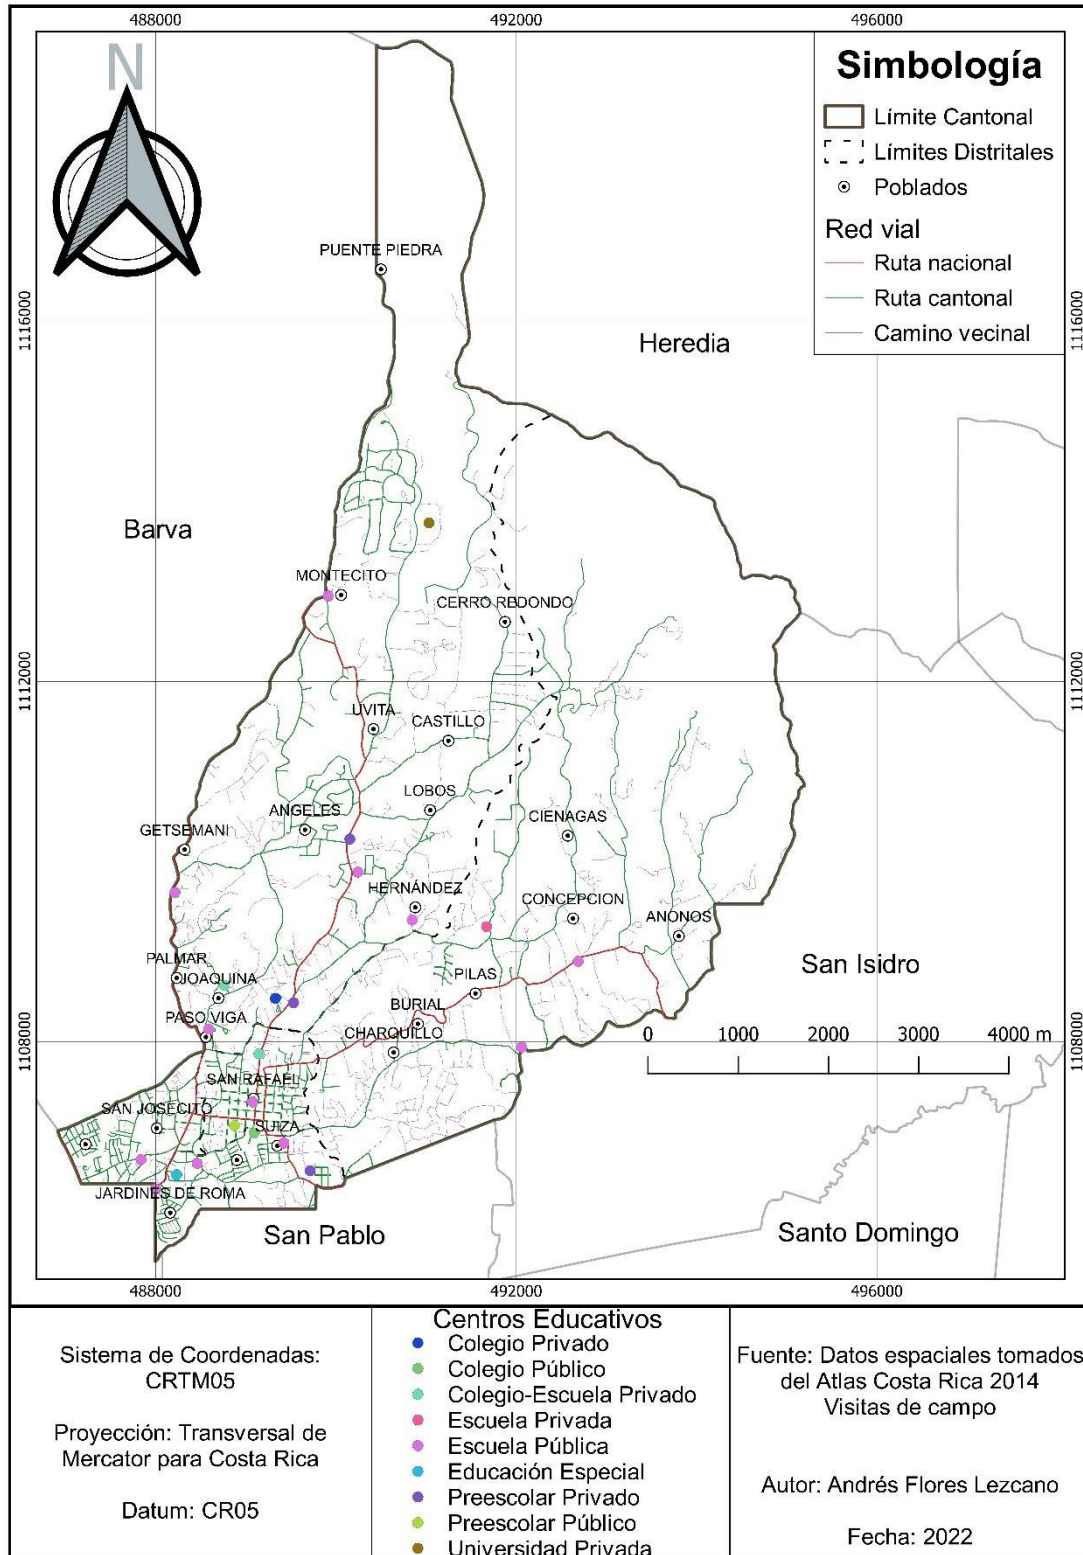 488000
492000
496000
N
Simbología
Límite Cantonal
Límites Distritales
Poblados
Red vial
Ruta nacional
Ruta cantonal
Camino vecinal
PUENTE PIEDRA
1116000
1116000
Heredia
Barva
MONTECITO
CERRO REDONDO
1112000
1112000
UVITA
CASTILLO
LOBOS
ANGELES
CIENAGAS
GETSEMANI
HERNÁNDEZ
CONCEPCION
ANONOS
San Isidro
PALMAR
JOAQUINA
PILAS
BURIAL
PASO VIGA
CHARQUILLO
1108000
1108000
0 1000 2000 3000 4000 m
SAN RAFAEL
SAN JOSECITO
SUIZA
JARDINES DE ROMA
San Pablo
Santo Domingo
488000
492000
496000
Sistema de Coordenadas:
CRTM05
Proyección: Transversal de
Mercator para Costa Rica
Datum: CR05
Centros Educativos
Colegio Privado
Colegio Público
Colegio-Escuela Privado
Escuela Privada
Escuela Pública
Educación Especial
Preescolar Privado
Preescolar Público
Universidad Privada
Fuente: Datos espaciales tomados
del Atlas Costa Rica 2014
Visitas de campo
Autor: Andrés Flores Lezcano
Fecha: 2022